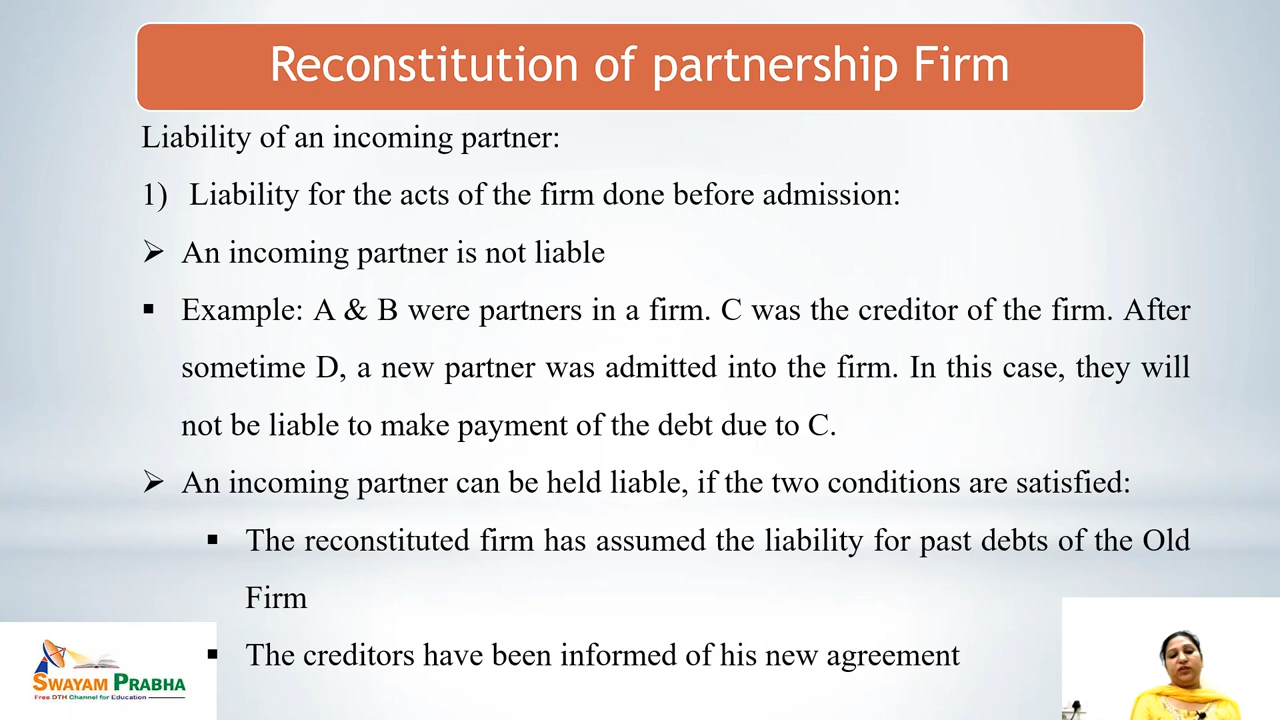 Reconstitution of partnership Firm
Liability of an incoming partner:
1) Liability for the acts of the firm done before admission:
➢ An incoming partner is not liable
▪ Example: A & B were partners in a firm. C was the creditor of the firm. After
sometime D, a new partner was admitted into the firm. In this case, they will
not be liable to make payment of the debt due to C.
➢ An incoming partner can be held liable, if the two conditions are satisfied:
▪ The reconstituted firm has assumed the liability for past debts of the Old
Firm
▪ The creditors have been informed of his new agreement
SWAYAM PRABHA
Free DTH Channel for Education